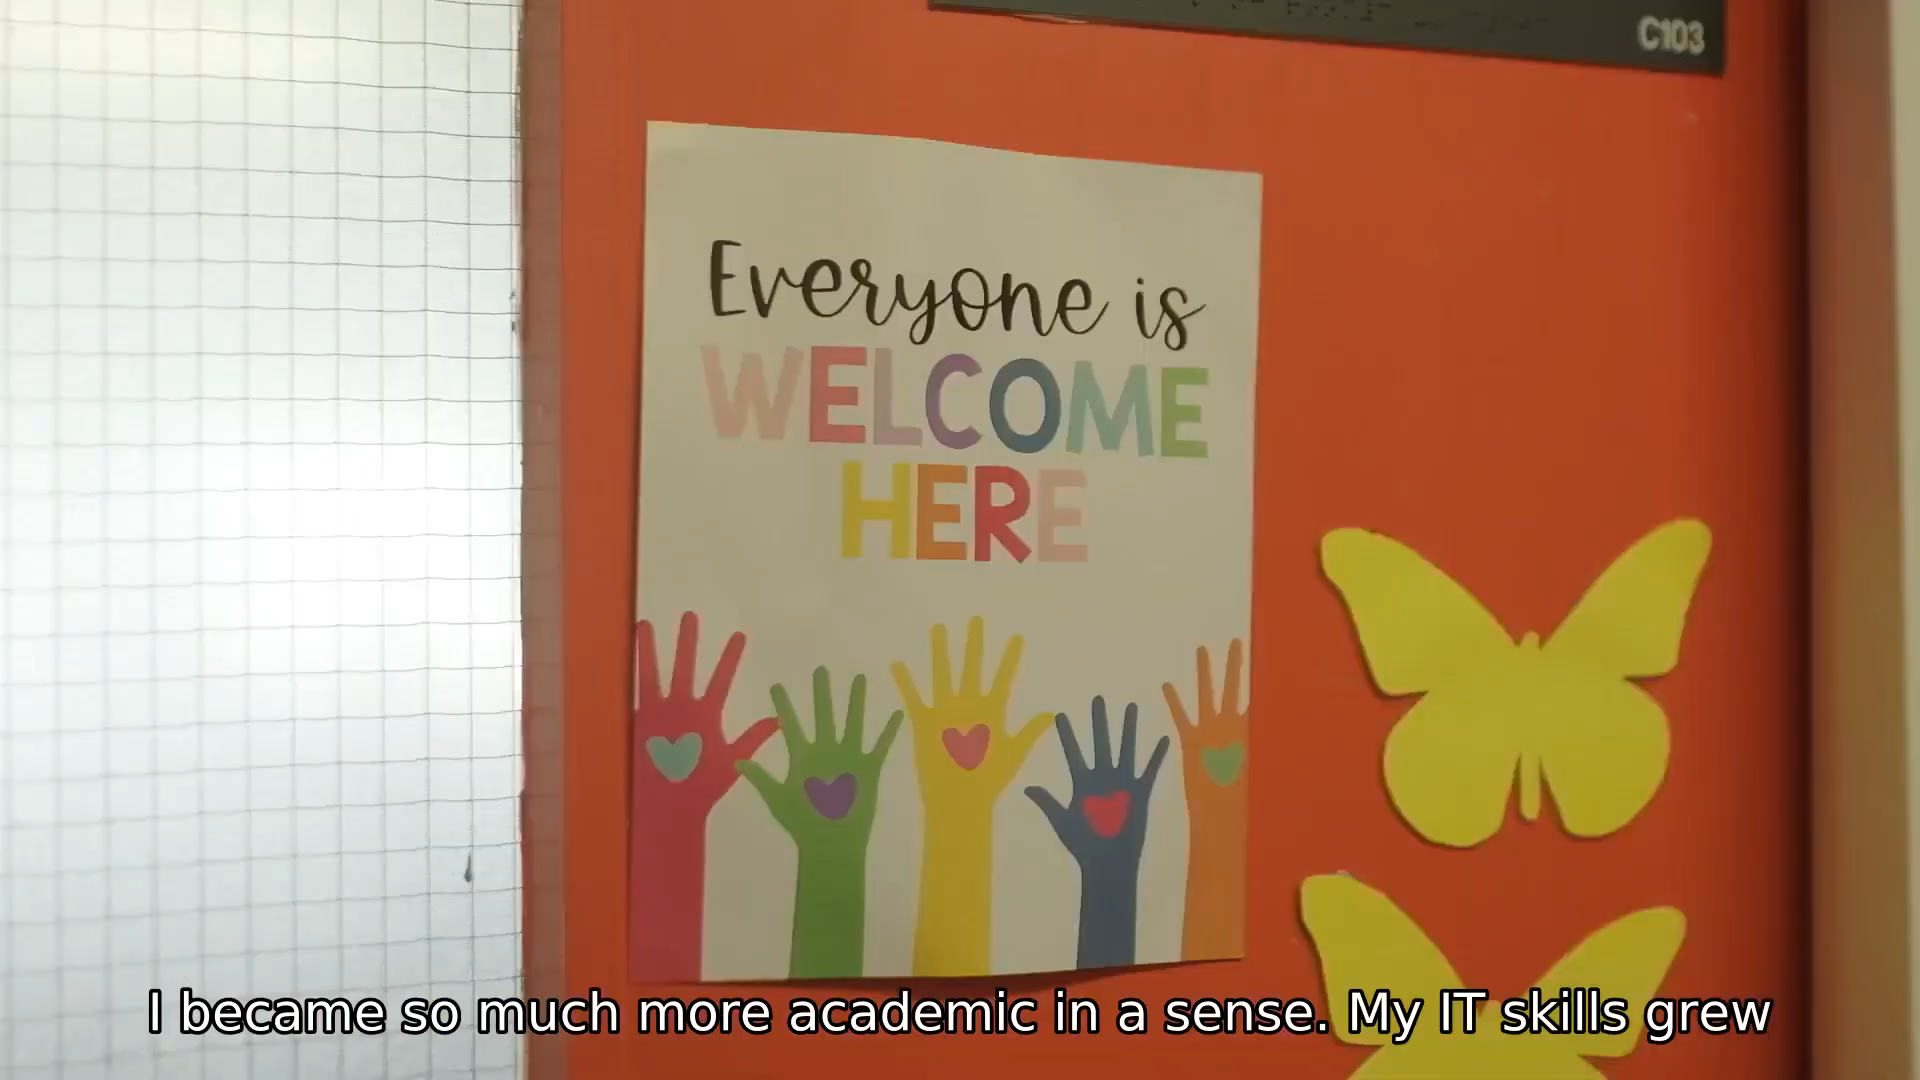 C103
Everyone is
WELCOME
HERE
I became so much more academic in a sense. My IT skills grew